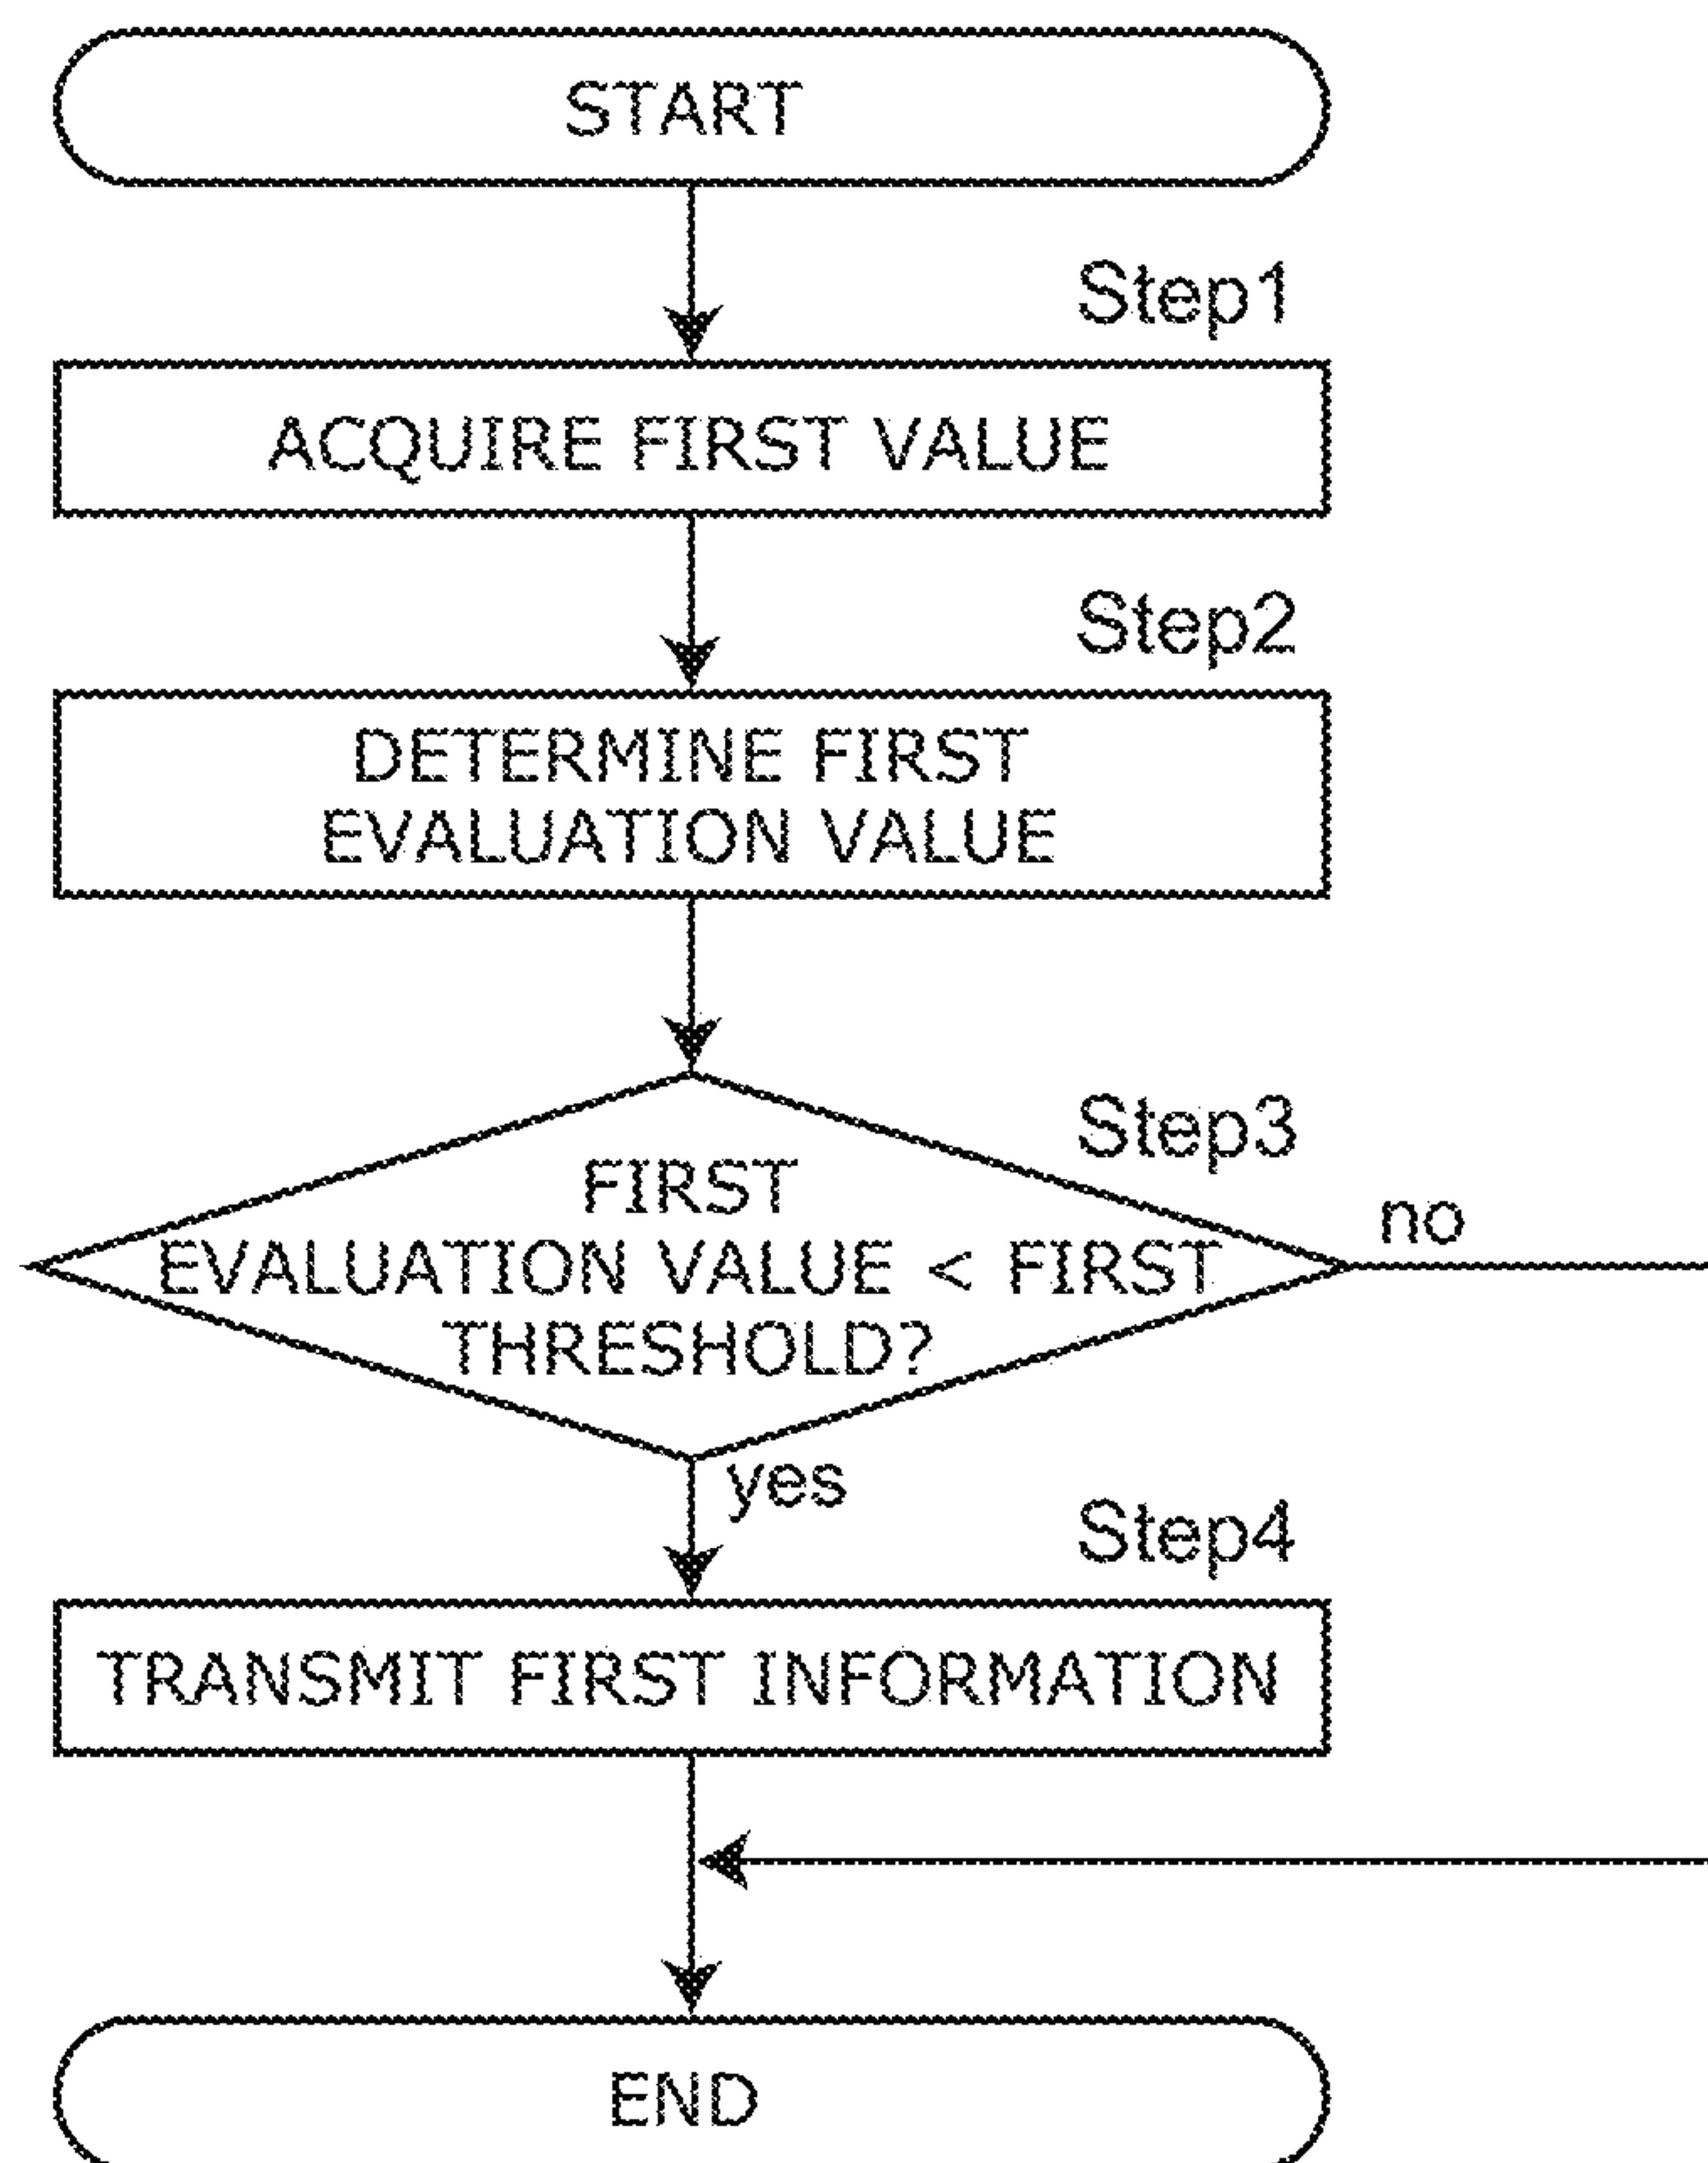 START
Step1
ACQUIRE FIRST VALUE
Step2
DETERMINE FIRST
EVALUATION VALUE
Step3
FIRST
no
EVALUATION VALUE < FIRST
THRESHOLD?
yes
Step4
TRANSMIT FIRST INFORMATION
END